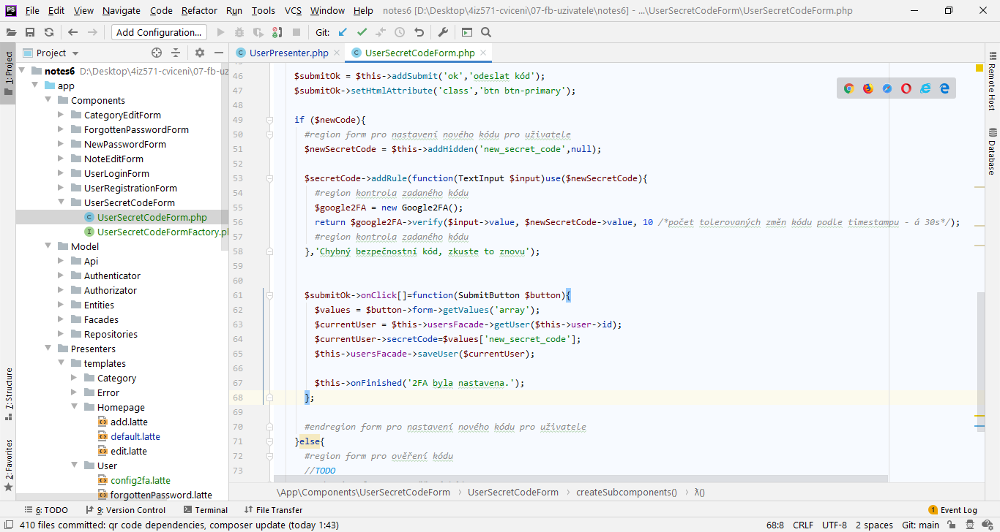 File Edit View Navigate Code Refactor Run Tools VCS Window Help notes6 [D:\Desktop\4iz571-cviceni\07-fb-uzivatele\notes6] - ...\UserSecretCodeForm\UserSecretCodeForm.php
Add Configuration... Git:
Project
UserPresenter.php UserSecretCodeForm.php
1: Project
7: Structure
2: Favorites
notes6 D:\Desktop\4iz571-cviceni\07-fb-uz
app
Components
CategoryEditForm
ForgottenPasswordForm
NewPasswordForm
NoteEditForm
UserLoginForm
UserRegistrationForm
UserSecretCodeForm
UserSecretCodeForm.php
UserSecretCodeFormFactory.pl
Model
Api
Authenticator
Authorizator
Entities
Facades
Repositories
Presenters
templates
Category
Error
Homepage
add.latte
default.latte
edit.latte
User
config2fa.latte
forgottenPassword.latte
46 $submitOk = $this->addSubmit('ok','odeslat kód');
47 $submitOk->setHtmlAttribute('class','btn btn-primary');
48
49 if ($newCode){
50 #region form pro nastavení nového kódu pro uživatele
51 $newSecretCode = $this->addHidden('new_secret_code',null);
52
53 $secretCode->addRule(function(TextInput $input)use($newSecretCode){
54 #region kontrola zadaného kódu
55 $google2FA = new Google2FA();
56 return $google2FA->verify($input->value, $newSecretCode->value, 10 /*počet tolerovaných změn kódu podle timestampu - á 30s*/);
57 #region kontrola zadaného kódu
58 },'Chybný bezpečnostní kód, zkuste to znovu');
59
60
61 $submitOk->onClick[]=function(SubmitButton $button){
62 $values = $button->form->getValues('array');
63 $currentUser = $this->usersFacade->getUser($this->user->id);
64 $currentUser->secretCode=$values['new_secret_code'];
65 $this->usersFacade->saveUser($currentUser);
66
67 $this->onFinished('2FA byla nastavena.');
68 };
69
70 #endregion form pro nastavení nového kódu pro uživatele
71 }else{
72 #region form pro ověření kódu
73 //TODO
Remote Host
Database
\App\Components\UserSecretCodeForm › UserSecretCodeForm › createSubcomponents() › λ()
6: TODO 9: Version Control Terminal File Transfer 1 Event Log
410 files committed: qr code dependencies, composer update (today 1:43) 68:8 CRLF UTF-8 2 spaces Git: main